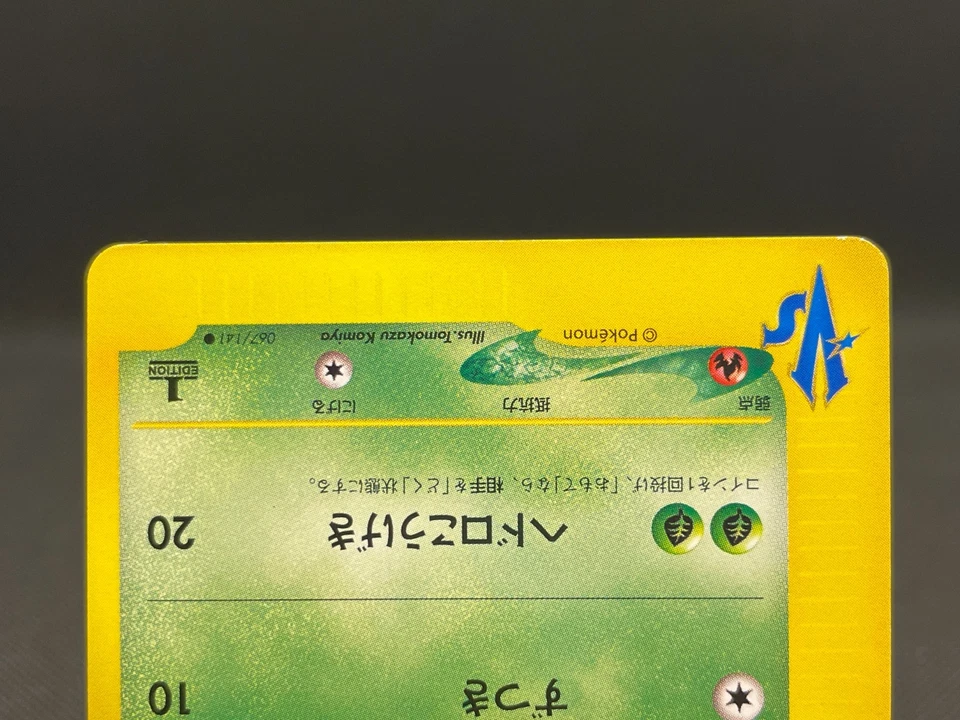 ずつき 10
ヘドロこうげき 20
コインを1回投げ、「おもて」なら、相手を「どく」状態にする。
弱点 抵抗力 にげる
1 EDITION
© Pokémon Illus. Tomokazu Komiya 067/141 ●
VS